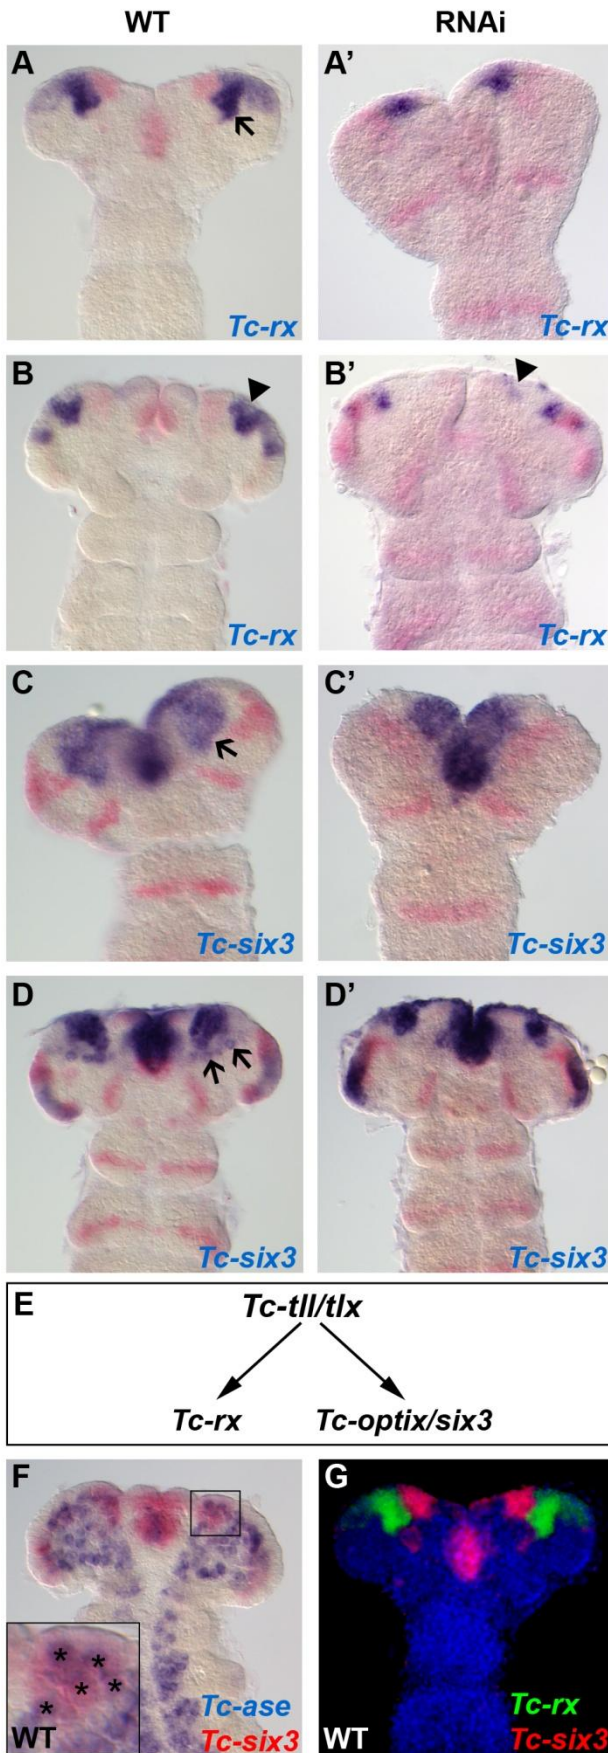 WT RNAi
A A'
Tc-rx Tc-rx
B B'
Tc-rx Tc-rx
C C'
Tc-six3 Tc-six3
D D'
Tc-six3 Tc-six3
E Tc-tll/tlx
Tc-rx Tc-optix/six3
F G
* * * * * *
Tc-ase Tc-rx
WT Tc-six3 WT Tc-six3